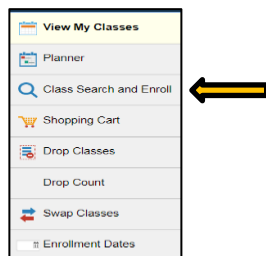 View My Classes
Planner
Class Search and Enroll
Shopping Cart
Drop Classes
Drop Count
Swap Classes
Enrollment Dates